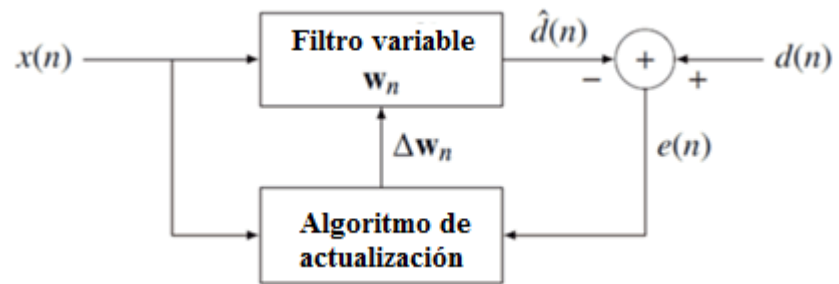 x(n)
Filtro variable
wₙ
d̂(n)
+
−
+
d(n)
Δwₙ
e(n)
Algoritmo de
actualización